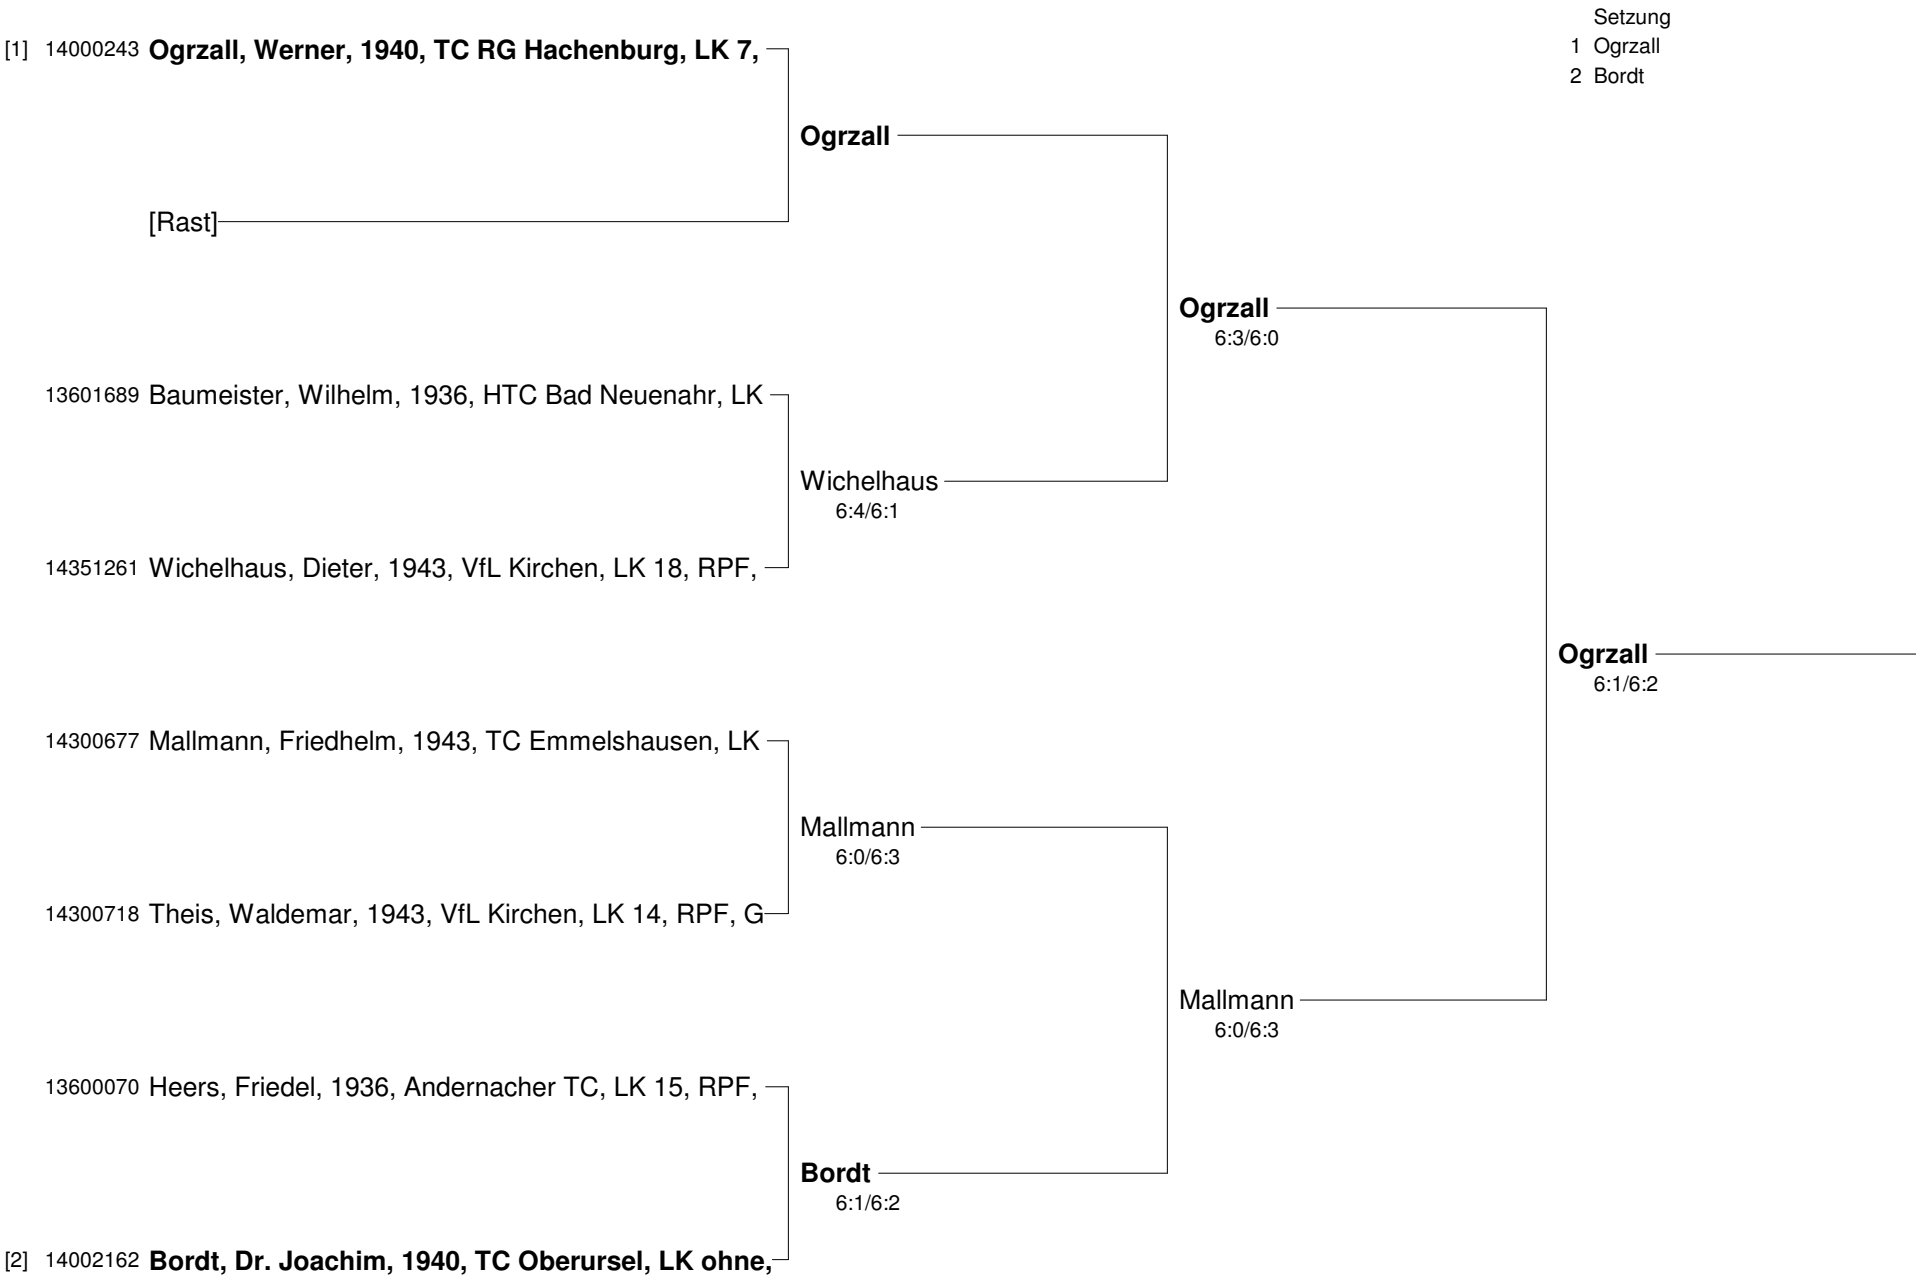 Setzung
1 Ogrzall
2 Bordt
[1] 14000243 Ogrzall, Werner, 1940, TC RG Hachenburg, LK 7,
Ogrzall
[Rast]
Ogrzall
6:3/6:0
13601689 Baumeister, Wilhelm, 1936, HTC Bad Neuenahr, LK
Wichelhaus
6:4/6:1
14351261 Wichelhaus, Dieter, 1943, VfL Kirchen, LK 18, RPF,
Ogrzall
6:1/6:2
14300677 Mallmann, Friedhelm, 1943, TC Emmelshausen, LK
Mallmann
6:0/6:3
14300718 Theis, Waldemar, 1943, VfL Kirchen, LK 14, RPF, G
Mallmann
6:0/6:3
13600070 Heers, Friedel, 1936, Andernacher TC, LK 15, RPF,
Bordt
6:1/6:2
[2] 14002162 Bordt, Dr. Joachim, 1940, TC Oberursel, LK ohne,